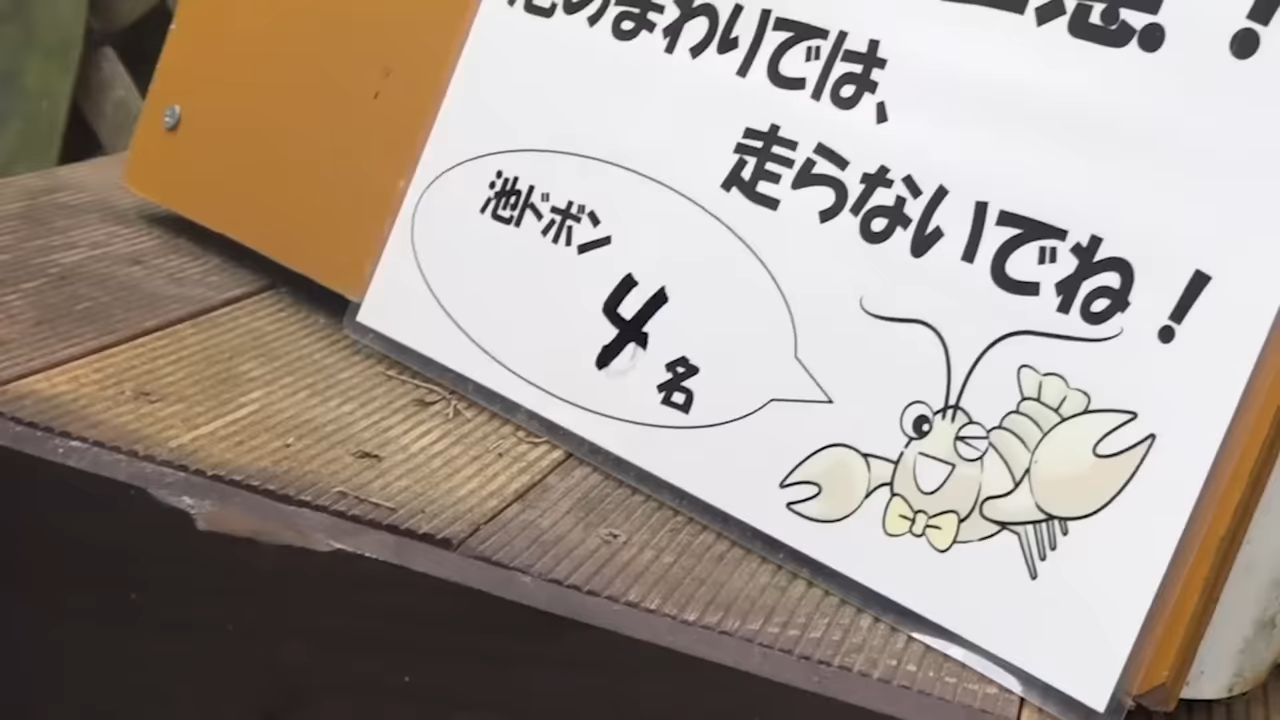 池のまわりでは、
走らないでね！
池ドボン
4名